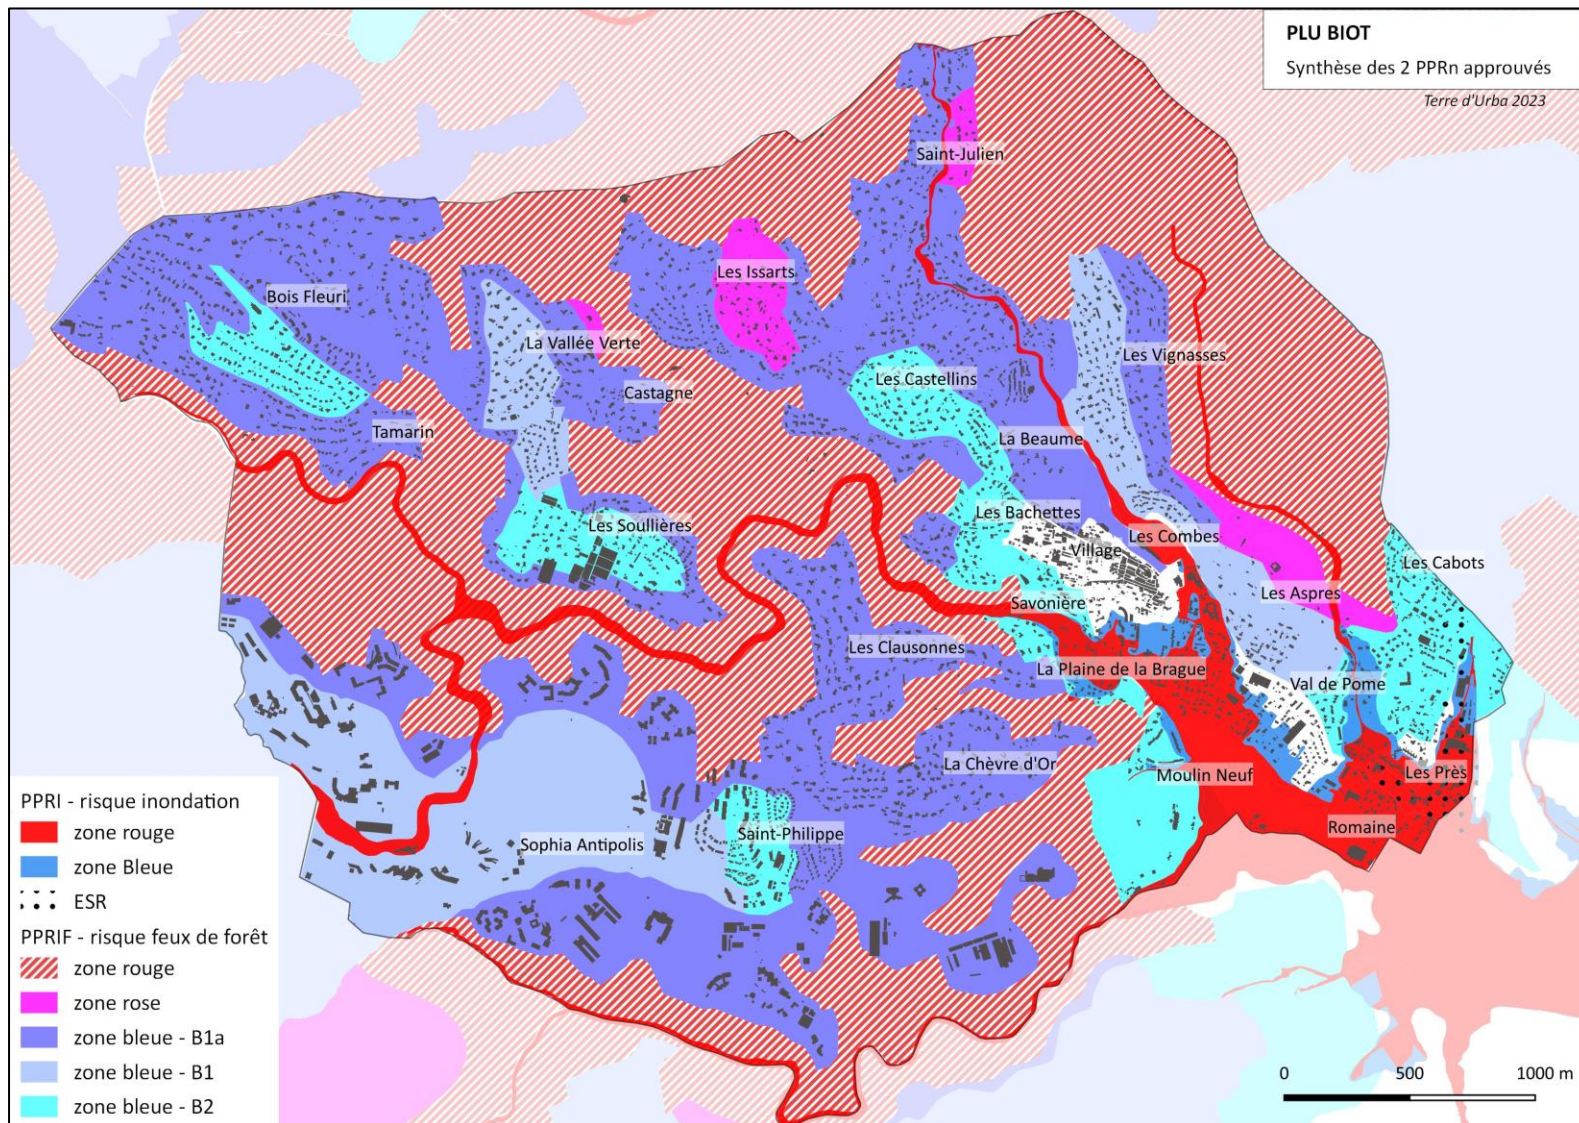 PLU BIOT
Synthèse des 2 PPRn approuvés
Terre d'Urba 2023
Saint-Julien
Les Issarts
Bois Fleuri
La Vallée Verte
Les Vignasses
Castagne
Les Castellins
Tamarin
La Beaume
Les Bachettes
Les Soullières
Les Combes
Village
Les Cabots
Les Aspres
Savonière
Les Clausonnes
La Plaine de la Brague
Val de Pome
La Chèvre d'Or
Moulin Neuf
Les Près
Romaine
Saint-Philippe
Sophia Antipolis
PPRI - risque inondation
zone rouge
zone Bleue
ESR
PPRIF - risque feux de forêt
zone rouge
zone rose
zone bleue - B1a
zone bleue - B1
zone bleue - B2
0 500 1000 m